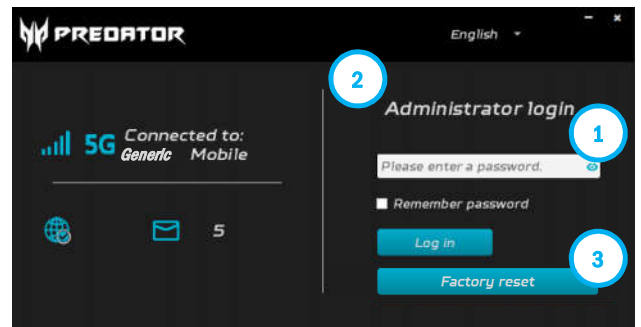 PREDATOR
English
2
Administrator login
1
5G Connected to:
Generic Mobile
Please enter a password.
Remember password
5
Log in
3
Factory reset